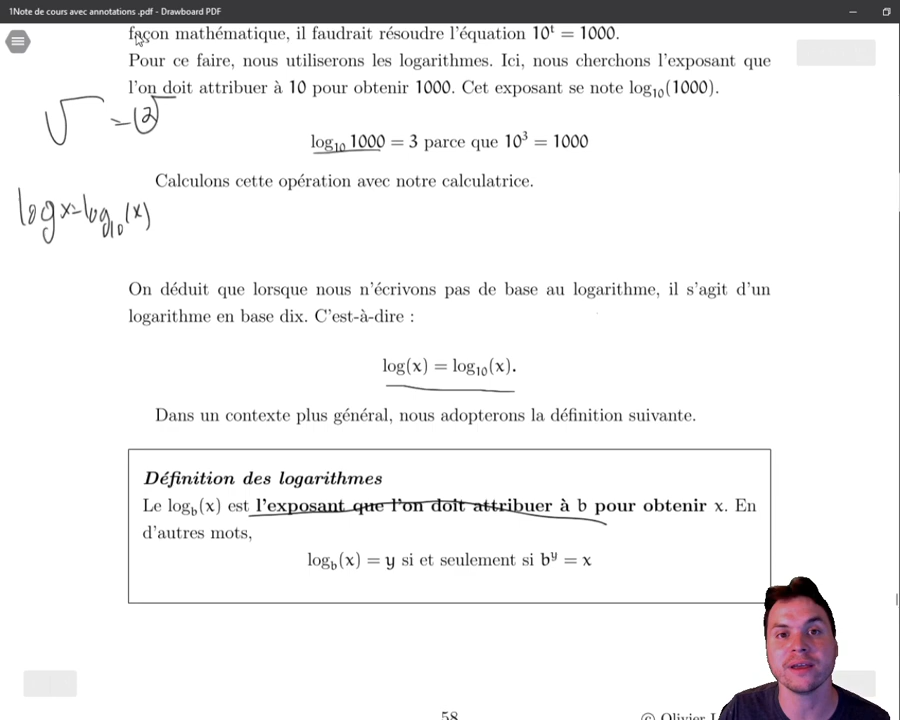 1Note de cours avec annotations .pdf - Drawboard PDF
façon mathématique, il faudrait résoudre l'équation 10ᵗ = 1000.
Pour ce faire, nous utiliserons les logarithmes. Ici, nous cherchons l'exposant que
l'on doit attribuer à 10 pour obtenir 1000. Cet exposant se note log₁₀(1000).
√ = ²√
log₁₀ 1000 = 3 parce que 10³ = 1000
Calculons cette opération avec notre calculatrice.
log x = log₁₀(x)
On déduit que lorsque nous n'écrivons pas de base au logarithme, il s'agit d'un
logarithme en base dix. C'est-à-dire :
log(x) = log₁₀(x).
Dans un contexte plus général, nous adopterons la définition suivante.
Définition des logarithmes
Le log_b(x) est l'exposant que l'on doit attribuer à b pour obtenir x. En
d'autres mots,
log_b(x) = y si et seulement si bʸ = x
58
© Olivier